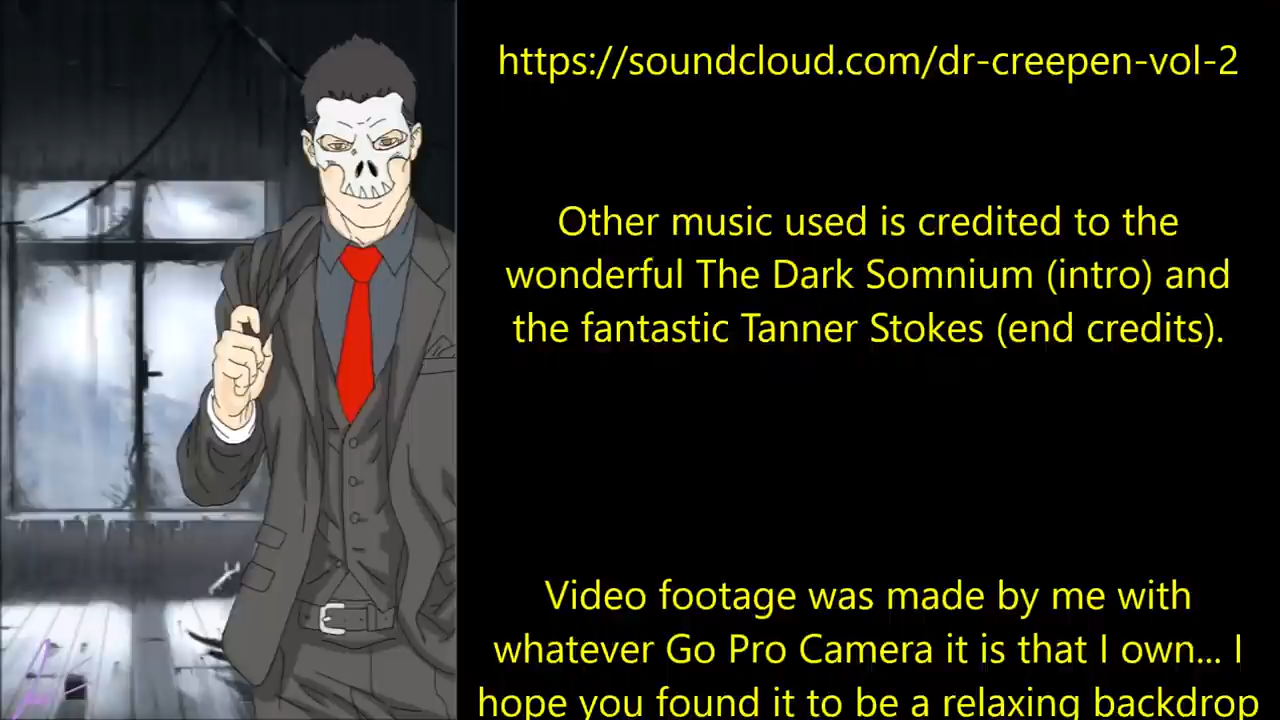 https://soundcloud.com/dr-creepen-vol-2
Other music used is credited to the
wonderful The Dark Somnium (intro) and
the fantastic Tanner Stokes (end credits).
Video footage was made by me with
whatever Go Pro Camera it is that I own... I
hope you found it to be a relaxing backdrop